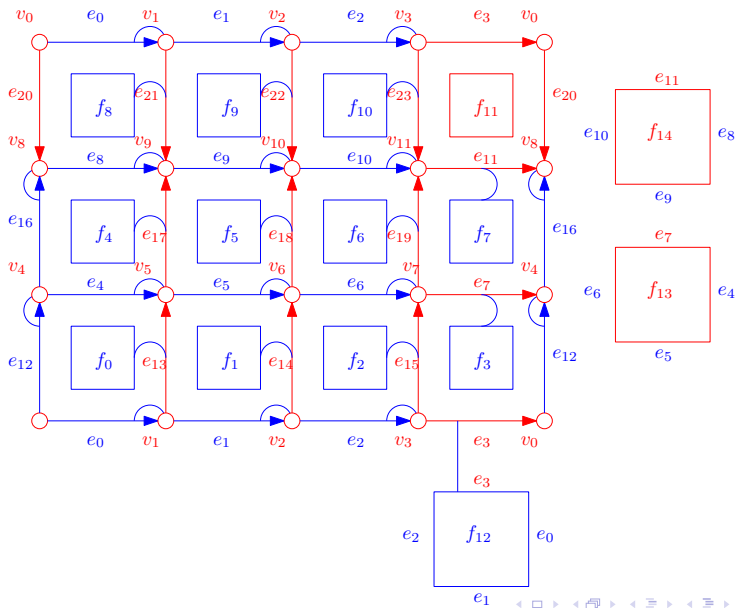 v0 e0 v1 e1 v2 e2 v3 e3 v0
e11
e20 f8 e21 f9 e22 f10 e23 f11 e20
e10 f14 e8
v8 v9 v10 v11 v8
e8 e9 e10 e11
e9
e16 f4 e17 f5 e18 f6 e19 f7 e16
e7
v4 v5 v6 v7 v4
e4 e5 e6 e7
e6 f13 e4
e12 f0 e13 f1 e14 f2 e15 f3 e12
e5
e0 v1 e1 v2 e2 v3 e3 v0
e3
e2 f12 e0
e1